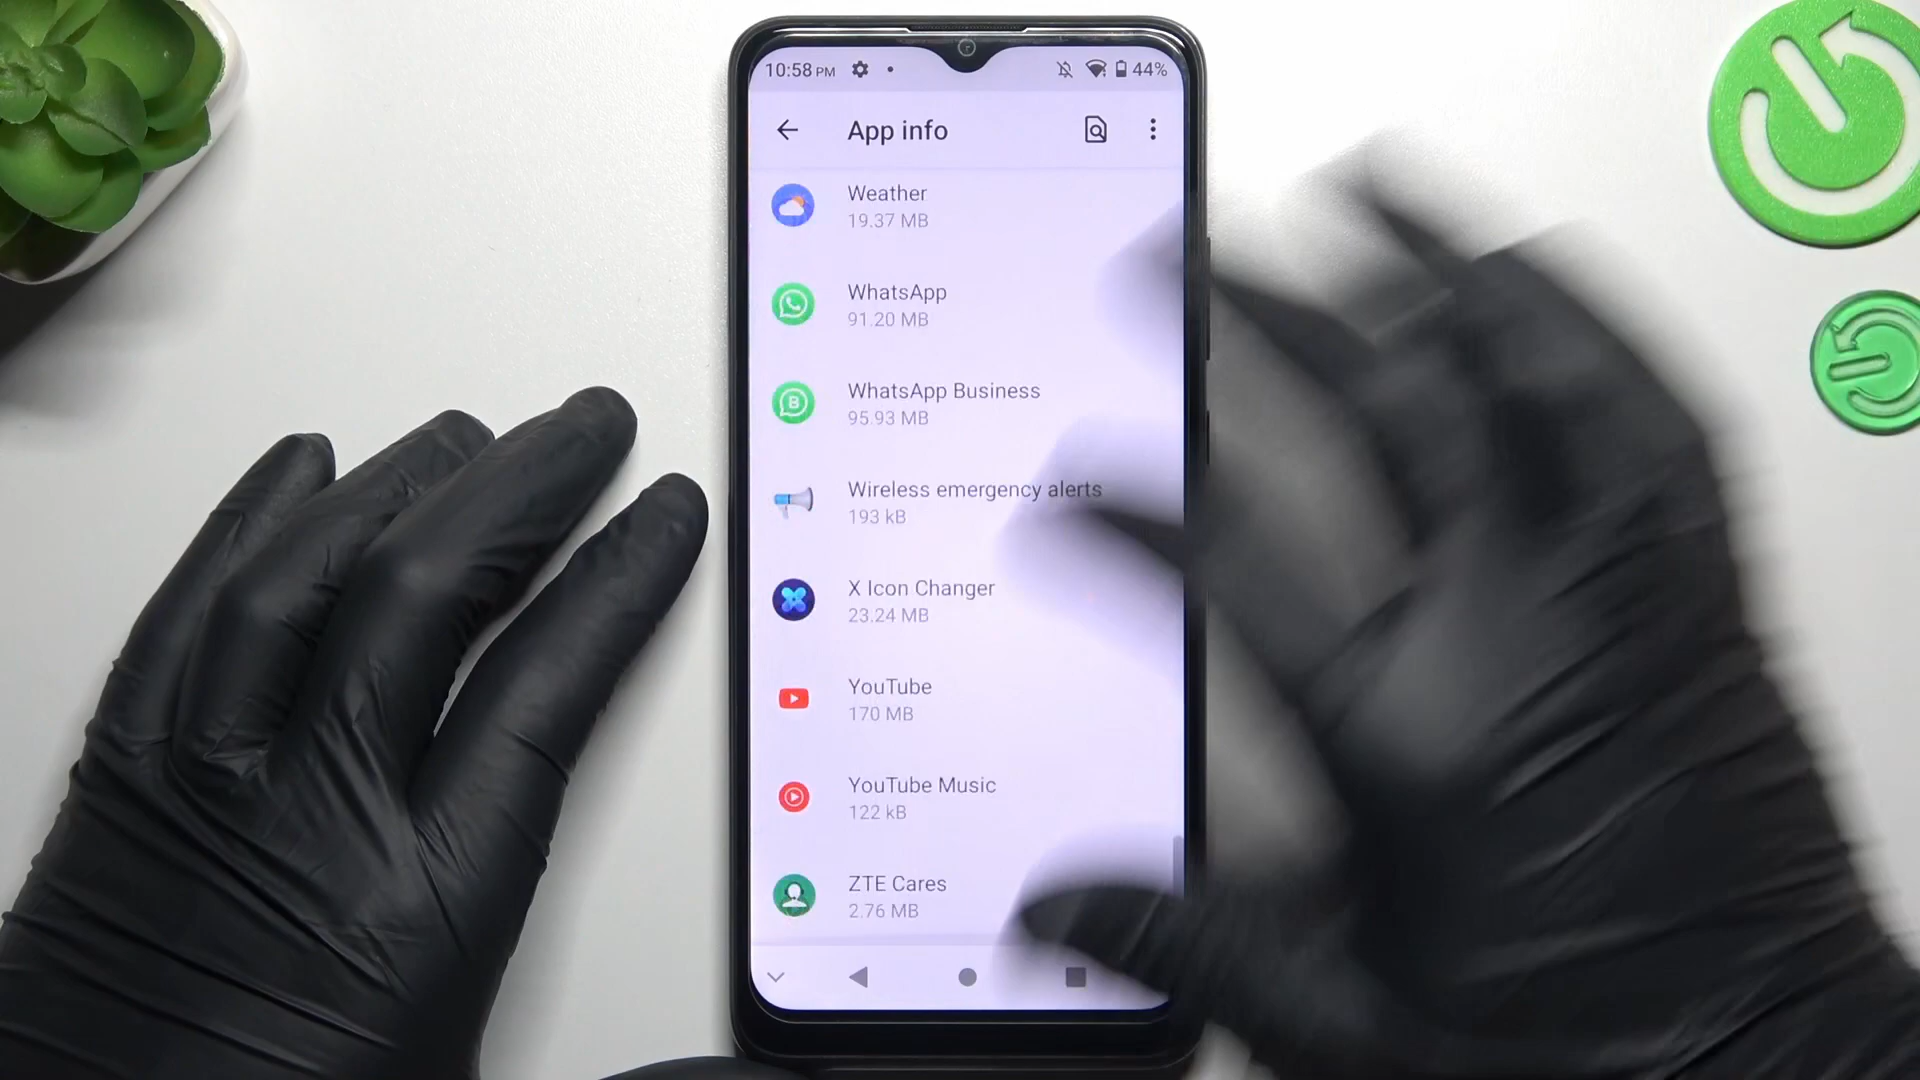 10:58 PM
44%
App info
Weather
19.37 MB
WhatsApp
91.20 MB
WhatsApp Business
95.93 MB
Wireless emergency alerts
193 kB
X Icon Changer
23.24 MB
YouTube
170 MB
YouTube Music
122 kB
ZTE Cares
2.76 MB